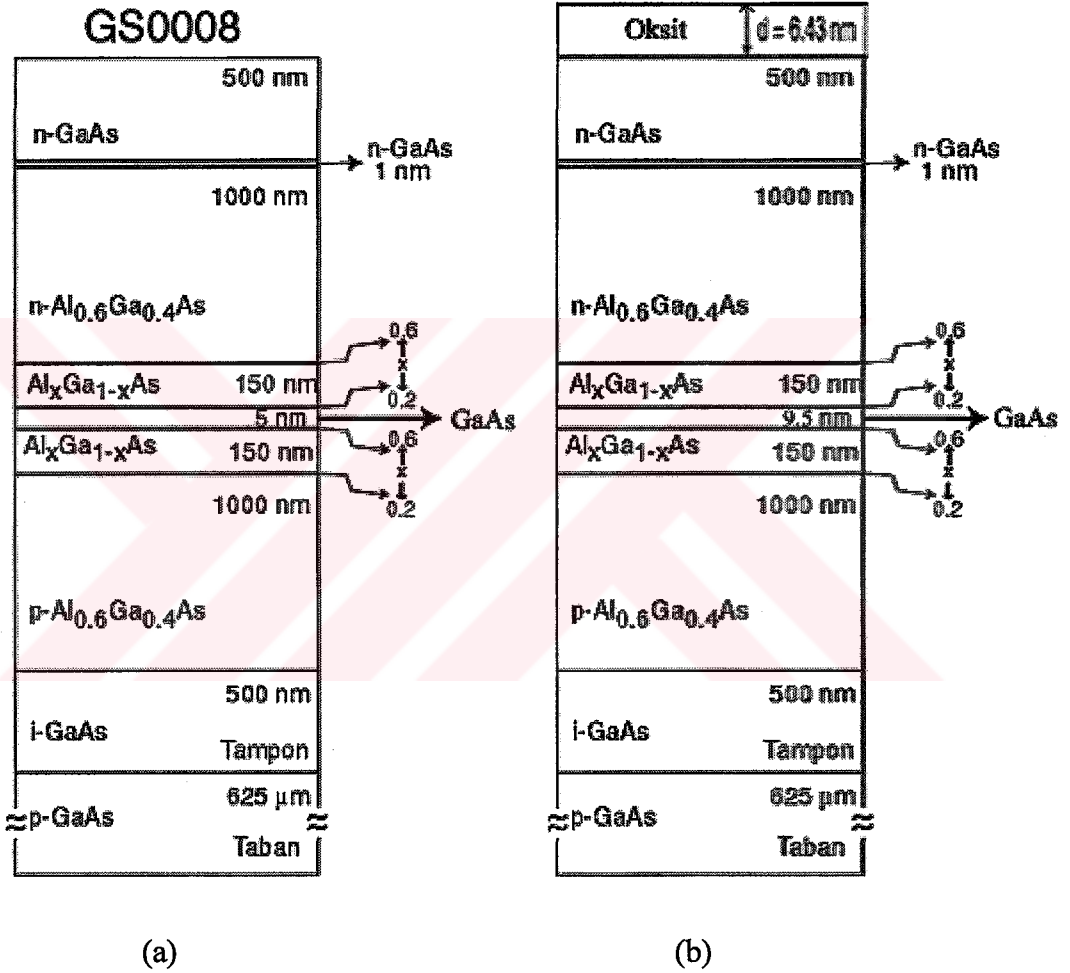 GS0008
500 nm
n-GaAs
n-GaAs
1 nm
1000 nm
n-Al0.6Ga0.4As
0.6
x
0.2
AlxGa1-xAs 150 nm
5 nm
GaAs
AlxGa1-xAs 150 nm
0.6
x
0.2
1000 nm
p-Al0.6Ga0.4As
500 nm
i-GaAs
Tampon
625 µm
p-GaAs
Taban
(a)
Oksit d = 6.43 nm
500 nm
n-GaAs
n-GaAs
1 nm
1000 nm
n-Al0.6Ga0.4As
0.6
x
0.2
AlxGa1-xAs 150 nm
9.5 nm
GaAs
AlxGa1-xAs 150 nm
0.6
x
0.2
1000 nm
p-Al0.6Ga0.4As
500 nm
i-GaAs
Tampon
625 µm
p-GaAs
Taban
(b)